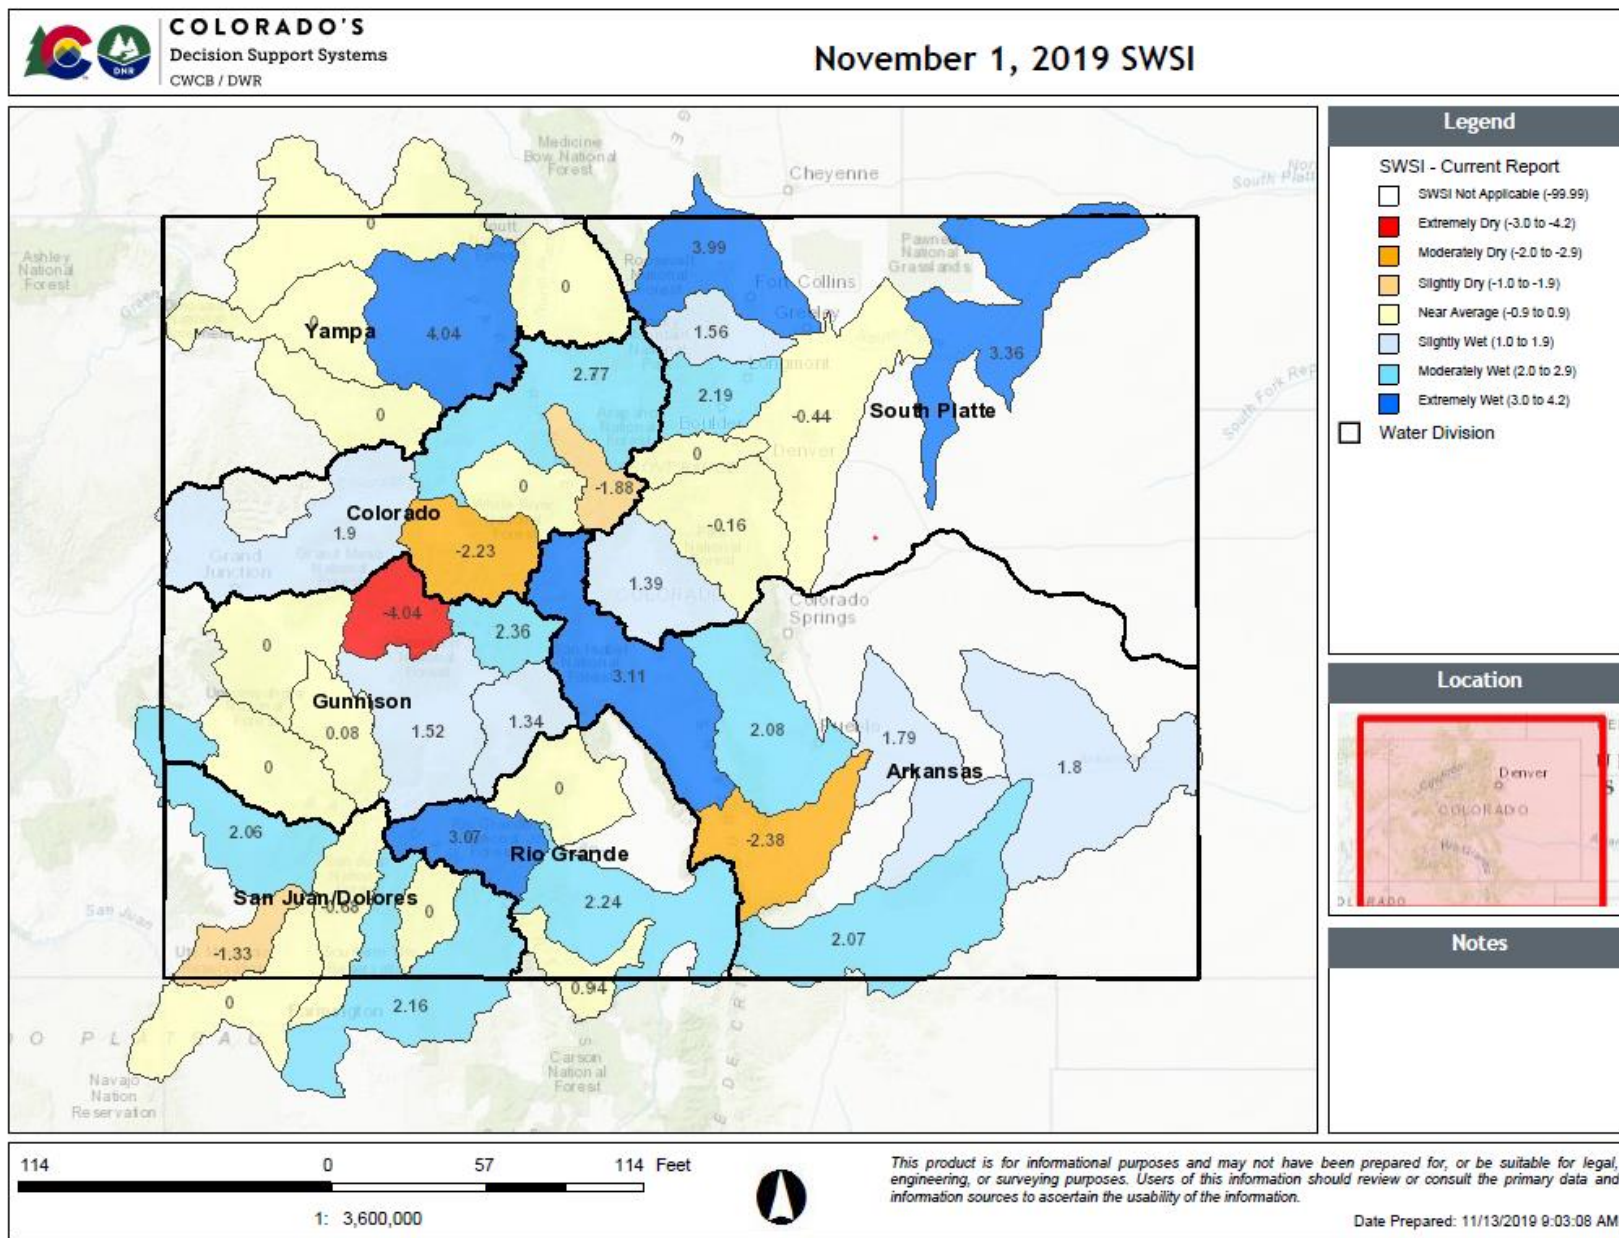 COLORADO'S
Decision Support Systems
CWCB / DWR
DNR
November 1, 2019 SWSI
Medicine
Bow National
Forest
Cheyenne
South Platt
Ashley
National
Forest
0
3.99
Pawnee
National
Grasslands
Fort Collins
0
Greeley
1.56
0
Yampa
4.04
3.36
2.77
Longmont
2.19
South Platte
-0.44
0
Boulder
0
Denver
0
-1.88
Colorado
-0.16
1.9
-2.23
Grand
Junction
1.39
COLORADO
Colorado
Springs
-4.04
2.36
0
3.11
Gunnison
0.08
1.52
1.34
2.08
Pueblo
1.79
0
Arkansas
1.8
0
2.06
3.07
Rio Grande
-2.38
San Juan/Dolores
-0.68
0
2.24
San Juan
-1.33
2.07
0
2.16
0.94
Carson
National
Forest
Navajo
Nation
Reservation
Legend
SWSI - Current Report
SWSI Not Applicable (-99.99)
Extremely Dry (-3.0 to -4.2)
Moderately Dry (-2.0 to -2.9)
Slightly Dry (-1.0 to -1.9)
Near Average (-0.9 to 0.9)
Slightly Wet (1.0 to 1.9)
Moderately Wet (2.0 to 2.9)
Extremely Wet (3.0 to 4.2)
Water Division
Location
Denver
COLORADO
Notes
114 0 57 114 Feet
1: 3,600,000
This product is for informational purposes and may not have been prepared for, or be suitable for legal,
engineering, or surveying purposes. Users of this information should review or consult the primary data and
information sources to ascertain the usability of the information.
Date Prepared: 11/13/2019 9:03:08 AM